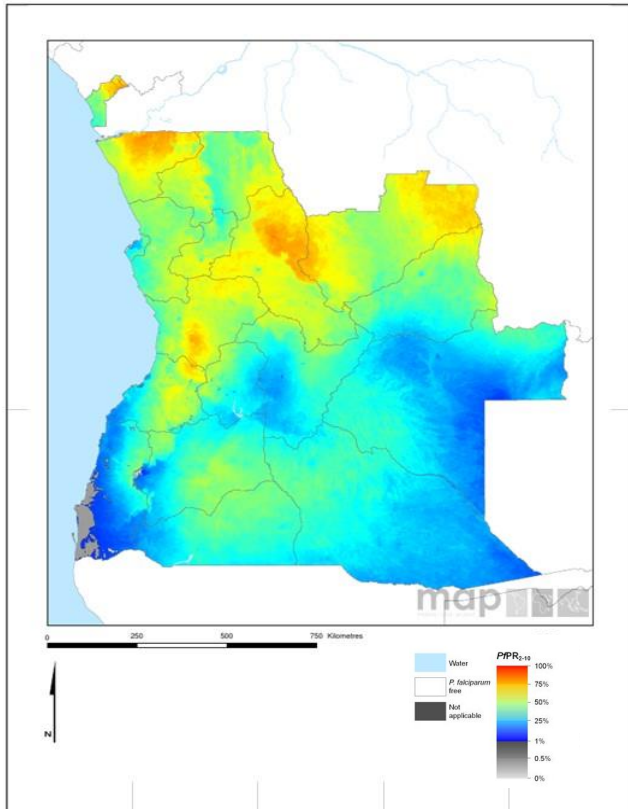 map
0 250 500 750 Kilometres
N
Water
P. falciparum
free
Not
applicable
PfPR2-10
100%
75%
50%
25%
1%
0.5%
0%